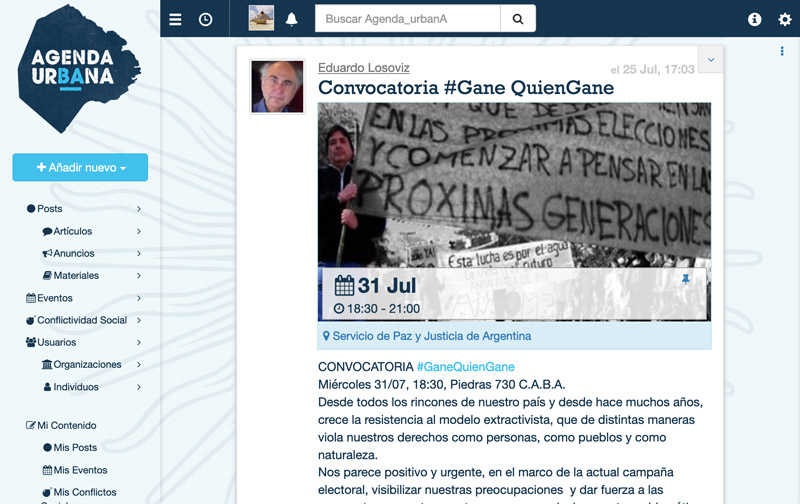 Buscar Agenda_urbanA
AGENDA
URBANA
Añadir nuevo
Posts
Artículos
Anuncios
Materiales
Eventos
Conflictividad Social
Usuarios
Organizaciones
Individuos
Mi Contenido
Mis Posts
Mis Eventos
Mis Conflictos
Eduardo Losoviz
el 25 Jul, 17:03
Convocatoria #Gane QuienGane
QUE DEJA
EN LAS PROXIMAS ELECCIONES
Y COMENZAR A PENSAR EN LAS
PROXIMAS GENERACIONES
Esta lucha es por el agua
futuro
31 Jul
18:30 - 21:00
Servicio de Paz y Justicia de Argentina
CONVOCATORIA #GaneQuienGane
Miércoles 31/07, 18:30, Piedras 730 C.A.B.A.
Desde todos los rincones de nuestro país y desde hace muchos años,
crece la resistencia al modelo extractivista, que de distintas maneras
viola nuestros derechos como personas, como pueblos y como
naturaleza.
Nos parece positivo y urgente, en el marco de la actual campaña
electoral, visibilizar nuestras preocupaciones y dar fuerza a las